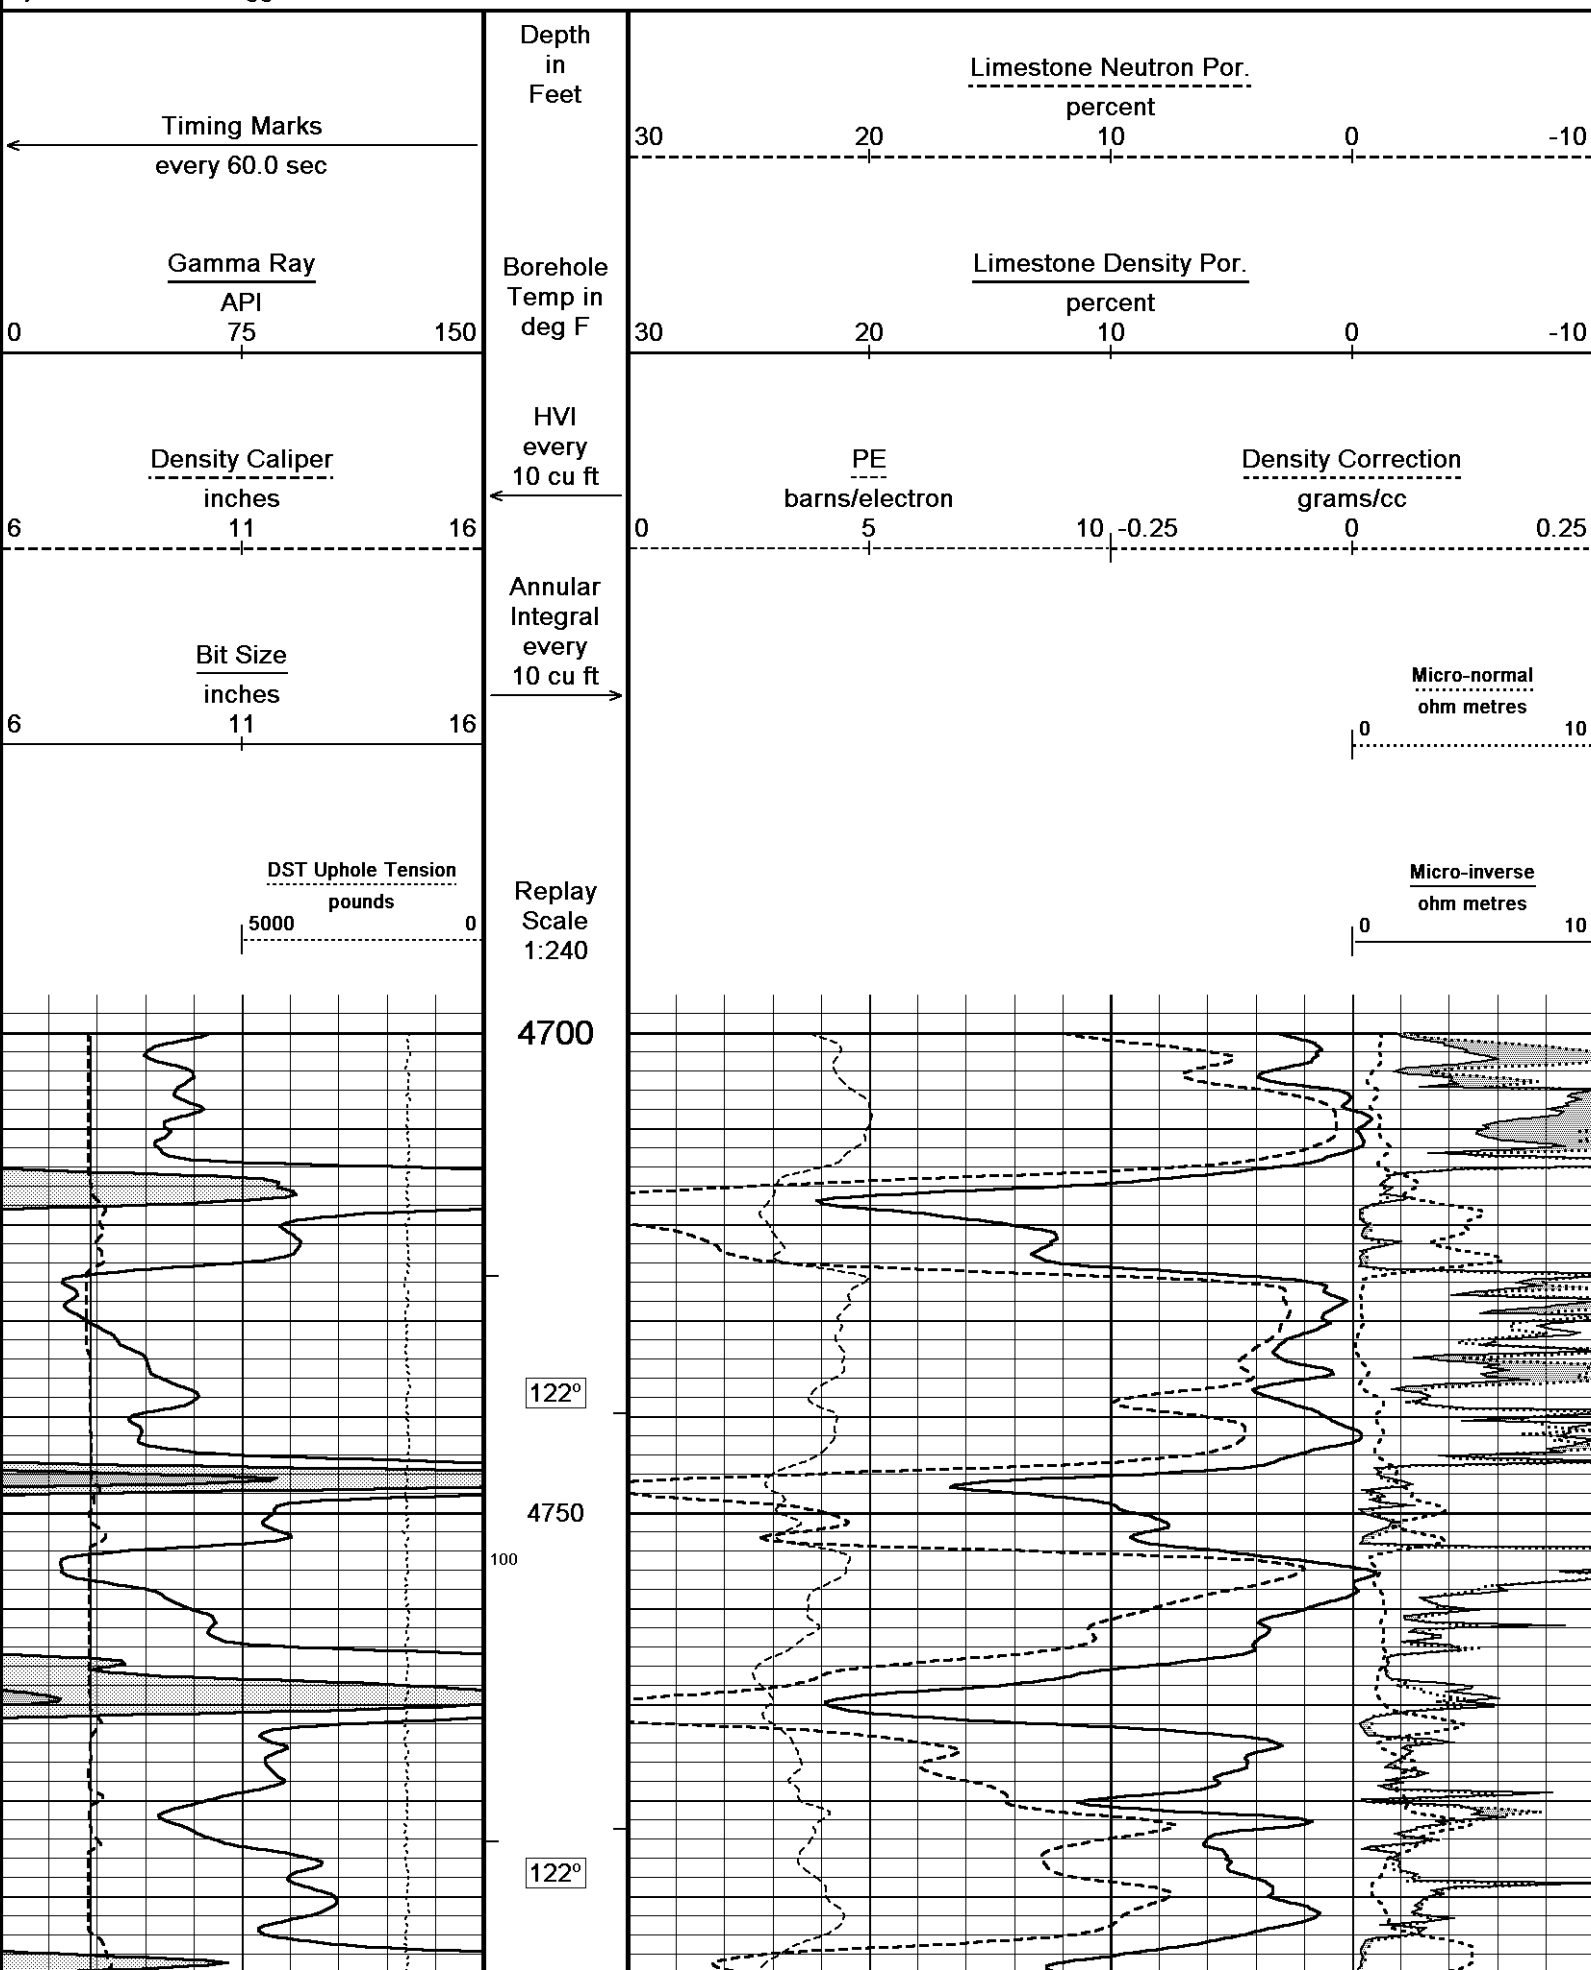 Depth
in
Feet
Limestone Neutron Por.
percent
30 20 10 0 -10
Timing Marks
every 60.0 sec
Gamma Ray
API
0 75 150
Borehole
Temp in
deg F
Limestone Density Por.
percent
30 20 10 0 -10
HVI
every
10 cu ft
Density Caliper
inches
6 11 16
PE
barns/electron
0 5 10
Density Correction
grams/cc
-0.25 0 0.25
Annular
Integral
every
10 cu ft
Bit Size
inches
6 11 16
Micro-normal
ohm metres
0 10
DST Uphole Tension
pounds
5000 0
Replay
Scale
1:240
Micro-inverse
ohm metres
0 10
4700
122º
4750
100
122º